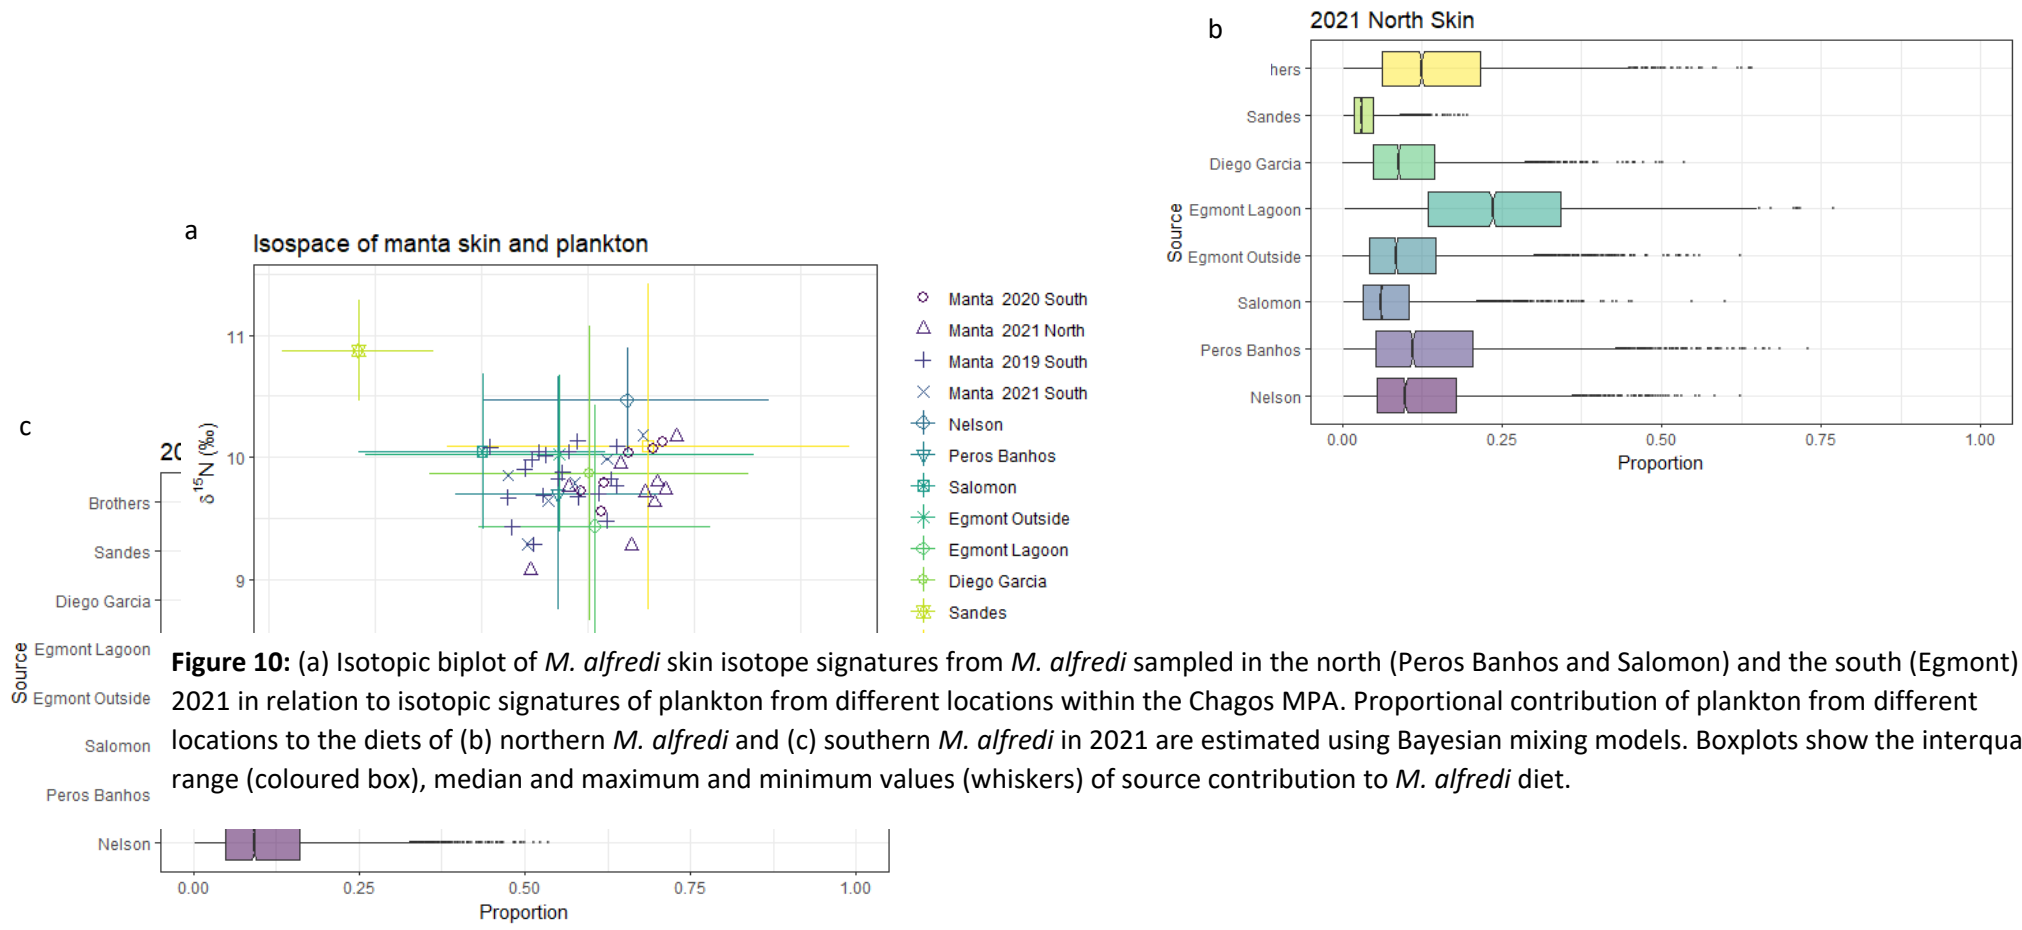 b
2021 North Skin
hers
Sandes
Diego Garcia
Egmont Lagoon
Egmont Outside
Salomon
Peros Banhos
Nelson
Source
0.00 0.25 0.50 0.75 1.00
Proportion
a
Isospace of manta skin and plankton
δ15N (‰)
11
10
9
Manta 2020 South
Manta 2021 North
Manta 2019 South
Manta 2021 South
Nelson
Peros Banhos
Salomon
Egmont Outside
Egmont Lagoon
Diego Garcia
Sandes
c
20
Brothers
Sandes
Diego Garcia
Egmont Lagoon
Egmont Outside
Salomon
Peros Banhos
Nelson
Source
0.00 0.25 0.50 0.75 1.00
Proportion
Figure 10: (a) Isotopic biplot of M. alfredi skin isotope signatures from M. alfredi sampled in the north (Peros Banhos and Salomon) and the south (Egmont)
2021 in relation to isotopic signatures of plankton from different locations within the Chagos MPA. Proportional contribution of plankton from different
locations to the diets of (b) northern M. alfredi and (c) southern M. alfredi in 2021 are estimated using Bayesian mixing models. Boxplots show the interqua
range (coloured box), median and maximum and minimum values (whiskers) of source contribution to M. alfredi diet.